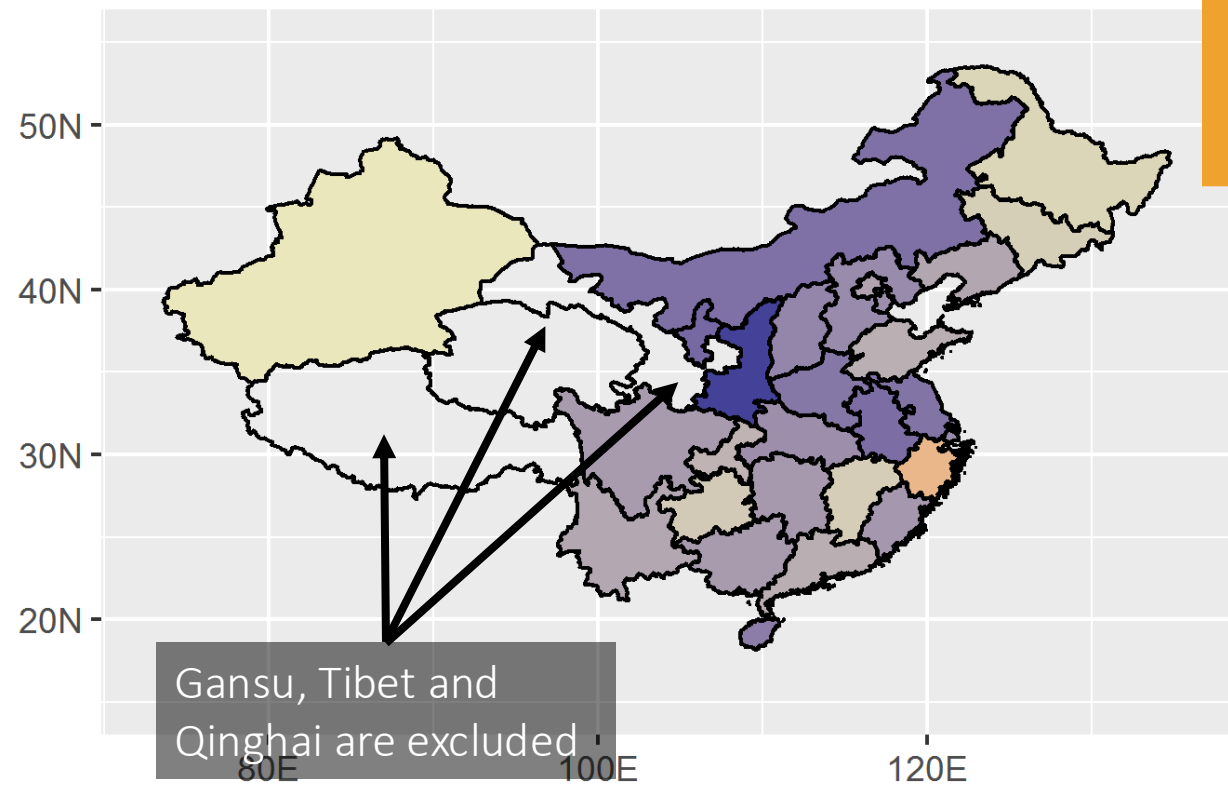 50N
40N
30N
20N
Gansu, Tibet and
Qinghai are excluded
80E
100E
120E